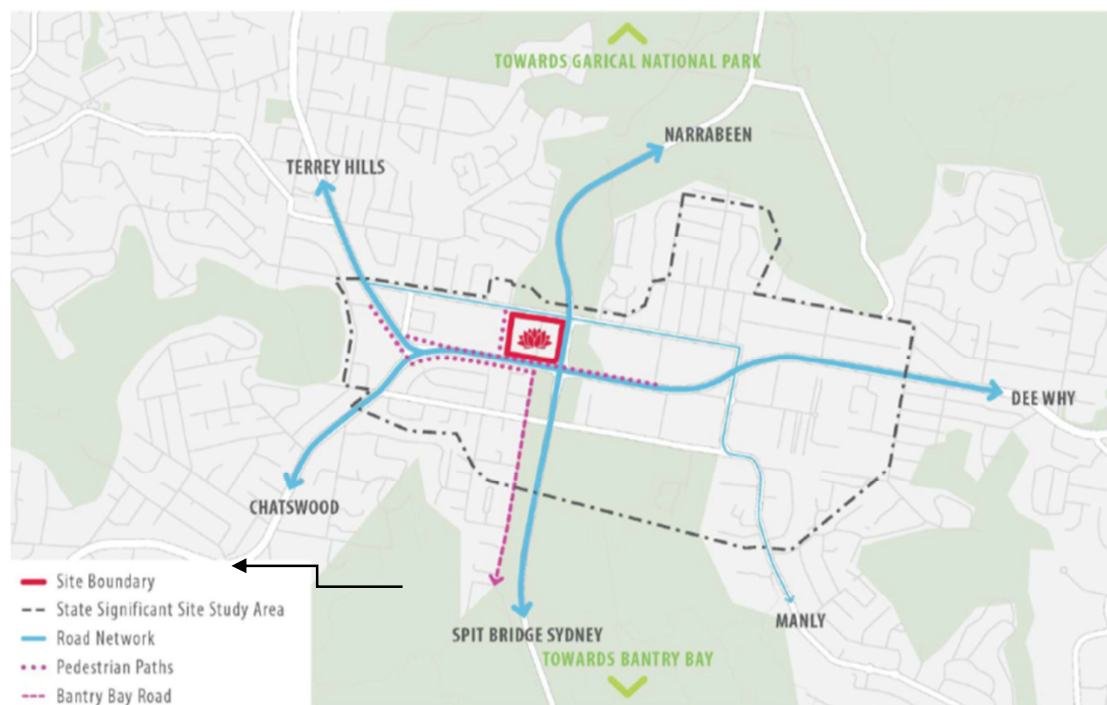 TOWARDS GARICAL NATIONAL PARK
NARRABEEN
TERREY HILLS
DEE WHY
CHATSWOOD
MANLY
SPIT BRIDGE SYDNEY
TOWARDS BANTRY BAY
Site Boundary
State Significant Site Study Area
Road Network
Pedestrian Paths
Bantry Bay Road